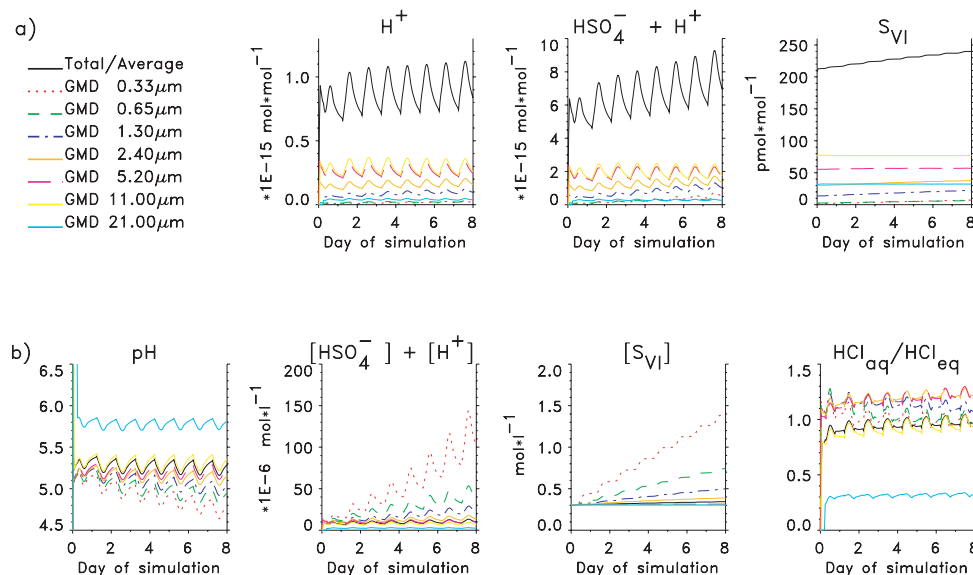 a)
Total/Average
GMD 0.33μm
GMD 0.65μm
GMD 1.30μm
GMD 2.40μm
GMD 5.20μm
GMD 11.00μm
GMD 21.00μm
H⁺
*1E−15 mol*mol⁻¹
1.0
0.5
0.0
0 2 4 6 8
Day of simulation
HSO₄⁻ + H⁺
*1E−15 mol*mol⁻¹
10
8
6
4
2
0
0 2 4 6 8
Day of simulation
S_VI
pmol*mol⁻¹
250
200
150
100
50
0
0 2 4 6 8
Day of simulation
b)
pH
6.5
6.0
5.5
5.0
4.5
0 2 4 6 8
Day of simulation
[HSO₄⁻] + [H⁺]
*1E−6 mol*l⁻¹
200
150
100
50
0
0 2 4 6 8
Day of simulation
[S_VI]
mol*l⁻¹
2.0
1.5
1.0
0.5
0.0
0 2 4 6 8
Day of simulation
HCl_aq/HCl_eq
1.5
1.0
0.5
0.0
0 2 4 6 8
Day of simulation